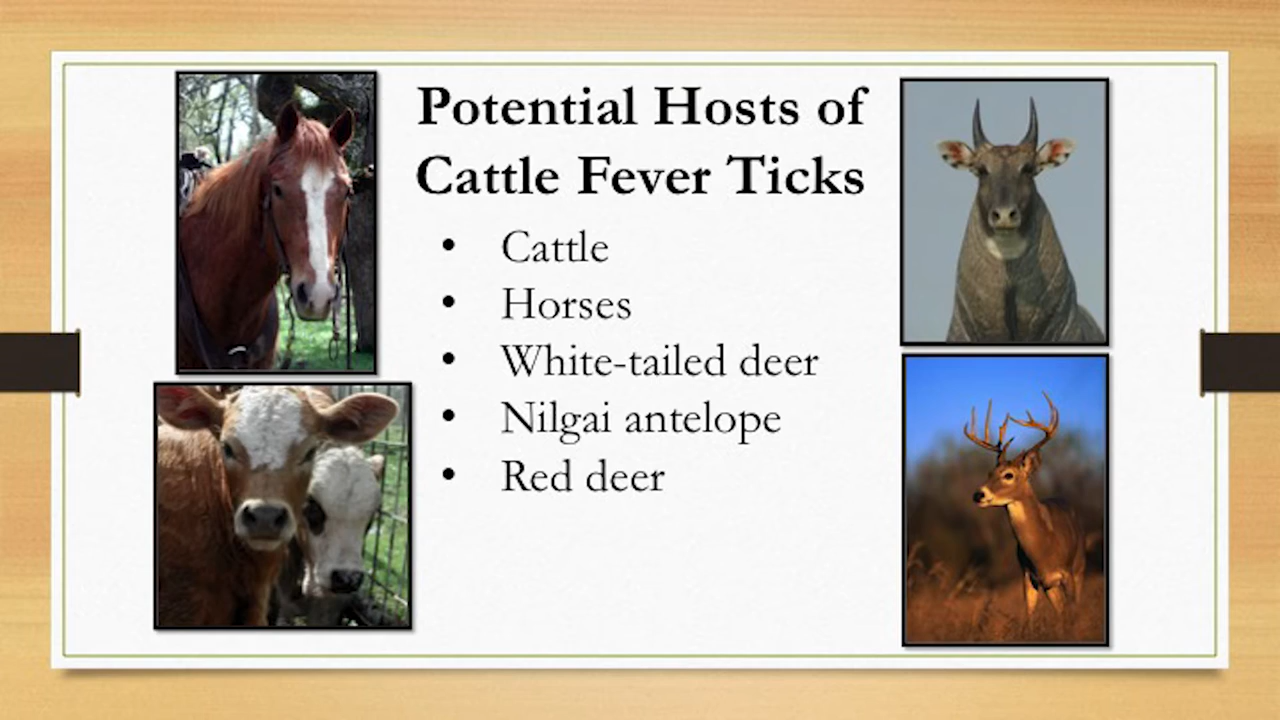 Potential Hosts of
Cattle Fever Ticks
• Cattle
• Horses
• White-tailed deer
• Nilgai antelope
• Red deer